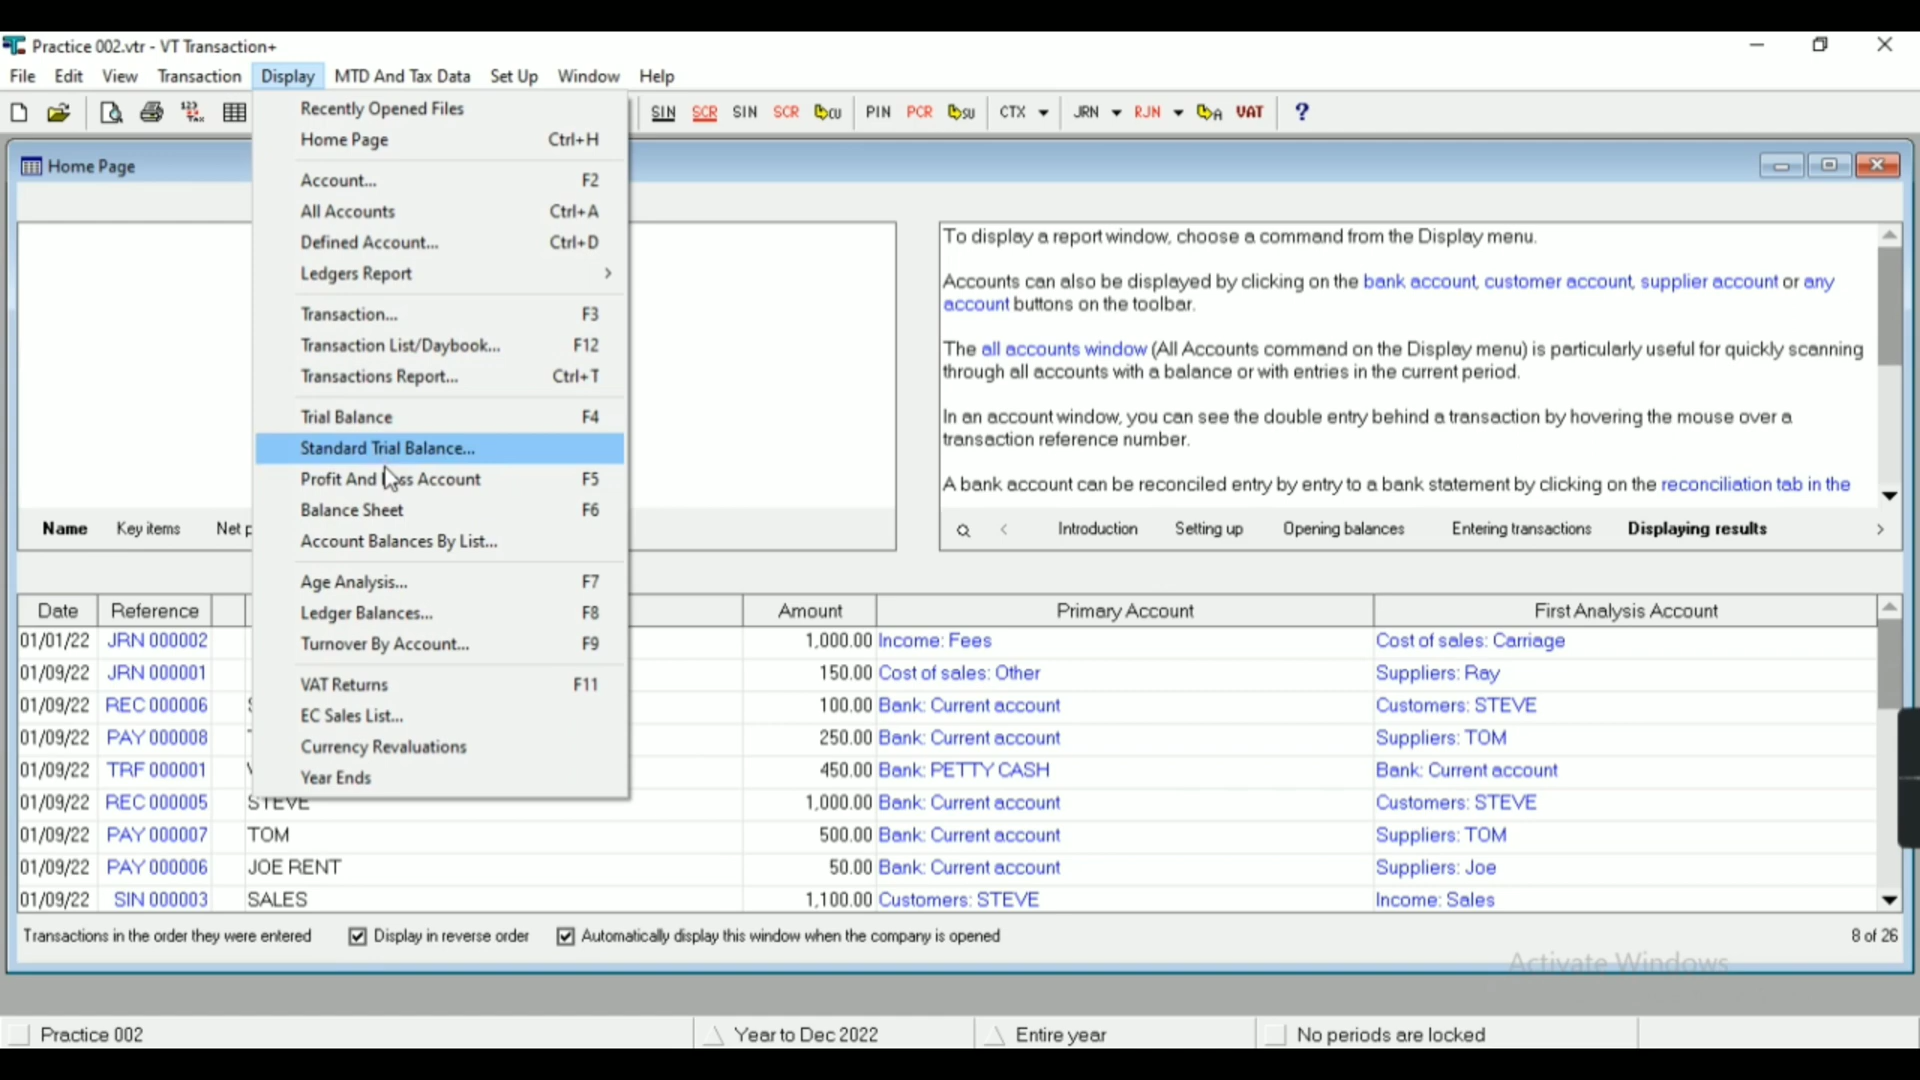 Practice 002.vtr - VT Transaction+
File Edit View Transaction Display MTD And Tax Data Set Up Window Help
SIN SCR SIN SCR CU PIN PCR SU CTX JRN RJN A VAT ?
Home Page
Recently Opened Files
Home Page Ctrl+H
Account... F2
All Accounts Ctrl+A
Defined Account... Ctrl+D
Ledgers Report >
Transaction... F3
Transaction List/Daybook... F12
Transactions Report... Ctrl+T
Trial Balance F4
Standard Trial Balance...
Profit And Loss Account F5
Balance Sheet F6
Account Balances By List...
Age Analysis... F7
Ledger Balances... F8
Turnover By Account... F9
VAT Returns F11
EC Sales List...
Currency Revaluations
Year Ends
To display a report window, choose a command from the Display menu.
Accounts can also be displayed by clicking on the bank account, customer account, supplier account or any
account buttons on the toolbar.
The all accounts window (All Accounts command on the Display menu) is particularly useful for quickly scanning
through all accounts with a balance or with entries in the current period.
In an account window, you can see the double entry behind a transaction by hovering the mouse over a
transaction reference number.
A bank account can be reconciled entry by entry to a bank statement by clicking on the reconciliation tab in the
Name Key items Net p
Introduction Setting up Opening balances Entering transactions Displaying results
Date Reference Amount Primary Account First Analysis Account
01/01/22 JRN 000002 1,000.00 Income: Fees Cost of sales: Carriage
01/09/22 JRN 000001 150.00 Cost of sales: Other Suppliers: Ray
01/09/22 REC 000006 100.00 Bank: Current account Customers: STEVE
01/09/22 PAY 000008 250.00 Bank: Current account Suppliers: TOM
01/09/22 TRF 000001 450.00 Bank: PETTY CASH Bank: Current account
01/09/22 REC 000005 STEVE 1,000.00 Bank: Current account Customers: STEVE
01/09/22 PAY 000007 TOM 500.00 Bank: Current account Suppliers: TOM
01/09/22 PAY 000006 JOE RENT 50.00 Bank: Current account Suppliers: Joe
01/09/22 SIN 000003 SALES 1,100.00 Customers: STEVE Income: Sales
Transactions in the order they were entered Display in reverse order Automatically display this window when the company is opened 8 of 26
Activate Windows
Practice 002 Year to Dec 2022 Entire year No periods are locked